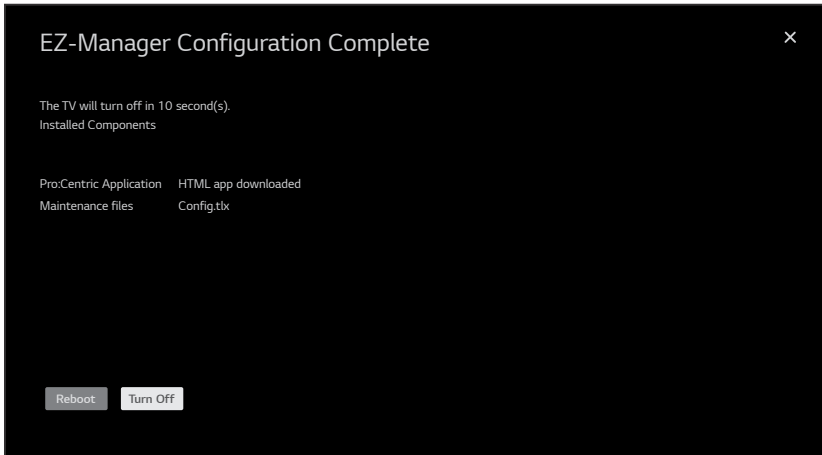 EZ-Manager Configuration Complete
The TV will turn off in 10 second(s).
Installed Components
Pro:Centric Application HTML app downloaded
Maintenance files Config.tlx
Reboot Turn Off